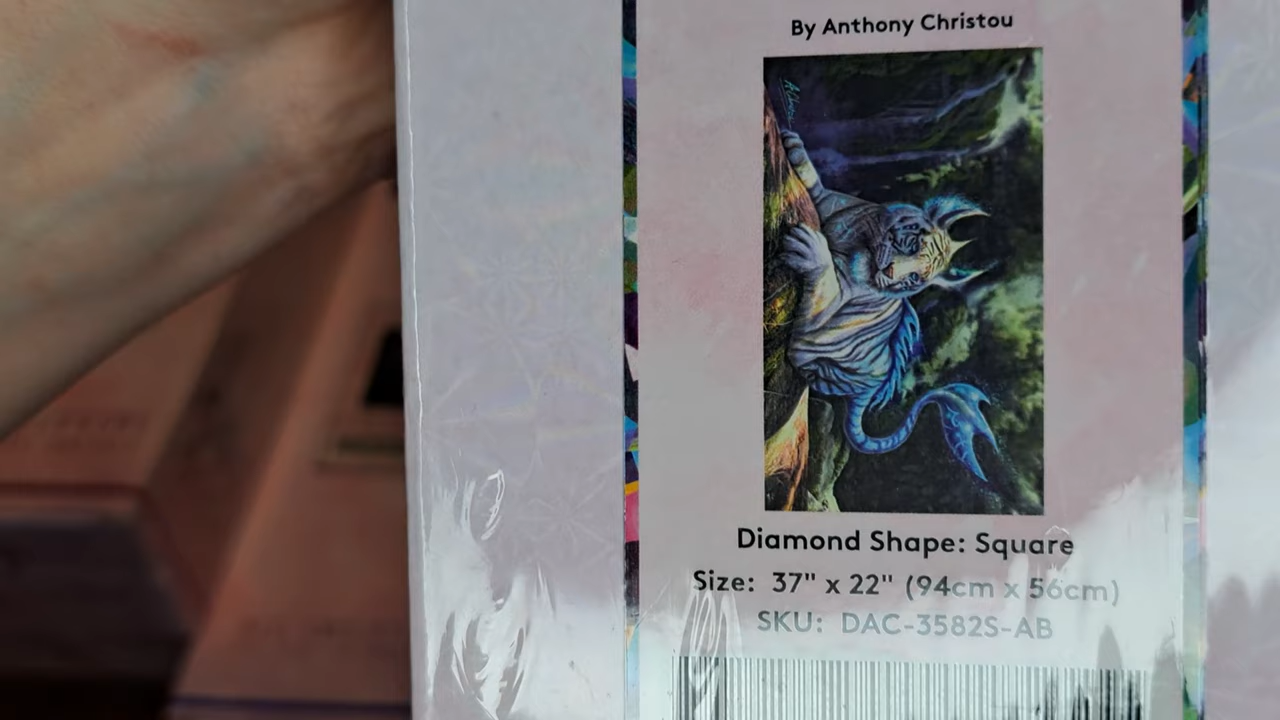 By Anthony Christou
Diamond Shape: Square
Size: 37" x 22" (94cm x 56cm)
SKU: DAC-3582S-AB